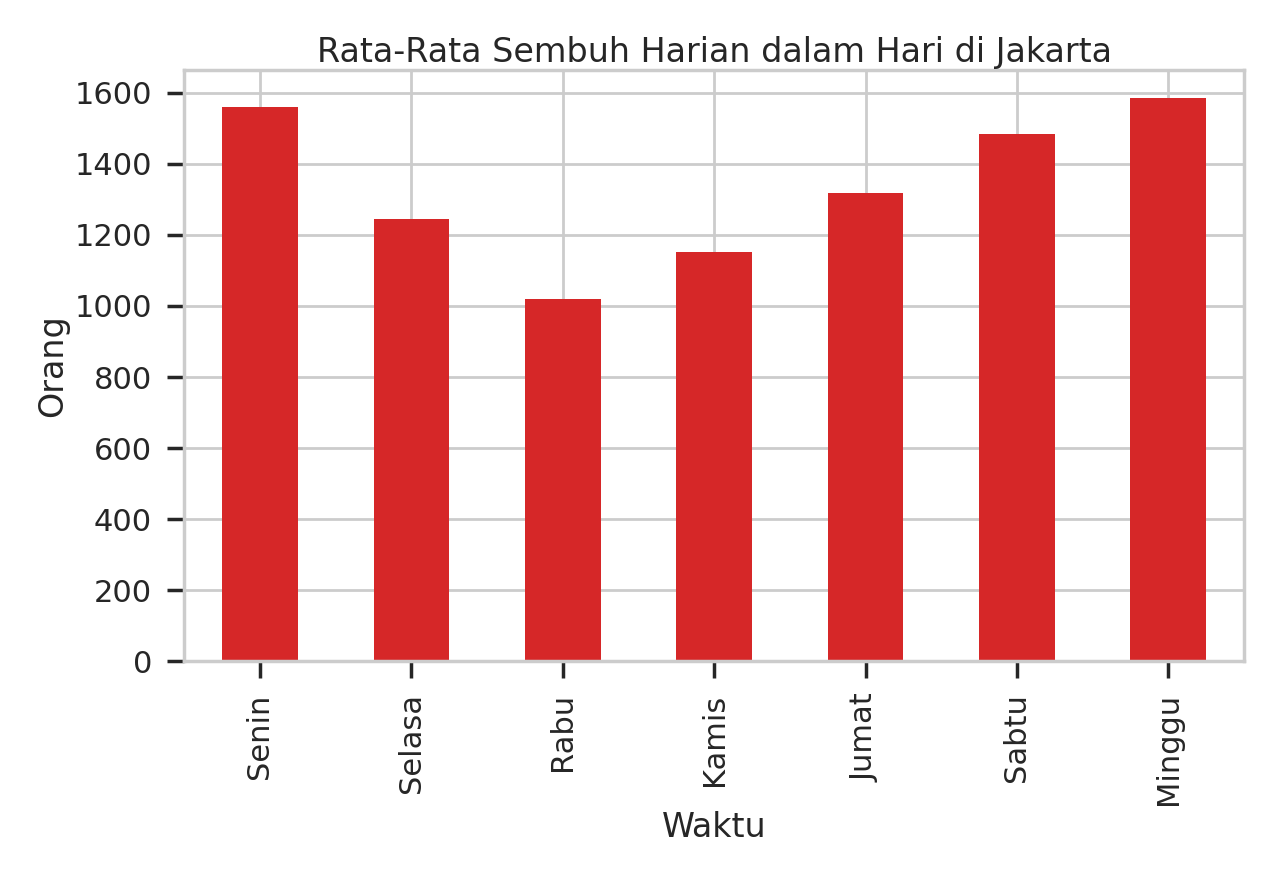 Rata-Rata Sembuh Harian dalam Hari di Jakarta
1600
1400
1200
1000
800
600
400
200
0
Orang
Senin
Selasa
Rabu
Kamis
Jumat
Sabtu
Minggu
Waktu